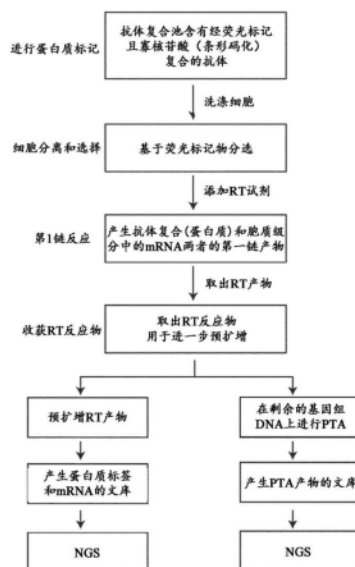 进行蛋白质标记
抗体复合池含有经荧光标记
且寡核苷酸（条形码化）
复合的抗体
洗涤细胞
细胞分离和选择
基于荧光标记物分选
添加RT试剂
第1链反应
产生抗体复合(蛋白质)和胞质级
分中的mRNA两者的第一链产物
取出RT产物
收获RT反应物
取出RT反应物
用于进一步预扩增
预扩增RT产物
在剩余的基因组
DNA上进行PTA
产生蛋白质标签
和mRNA的文库
产生PTA产物的文库
NGS
NGS